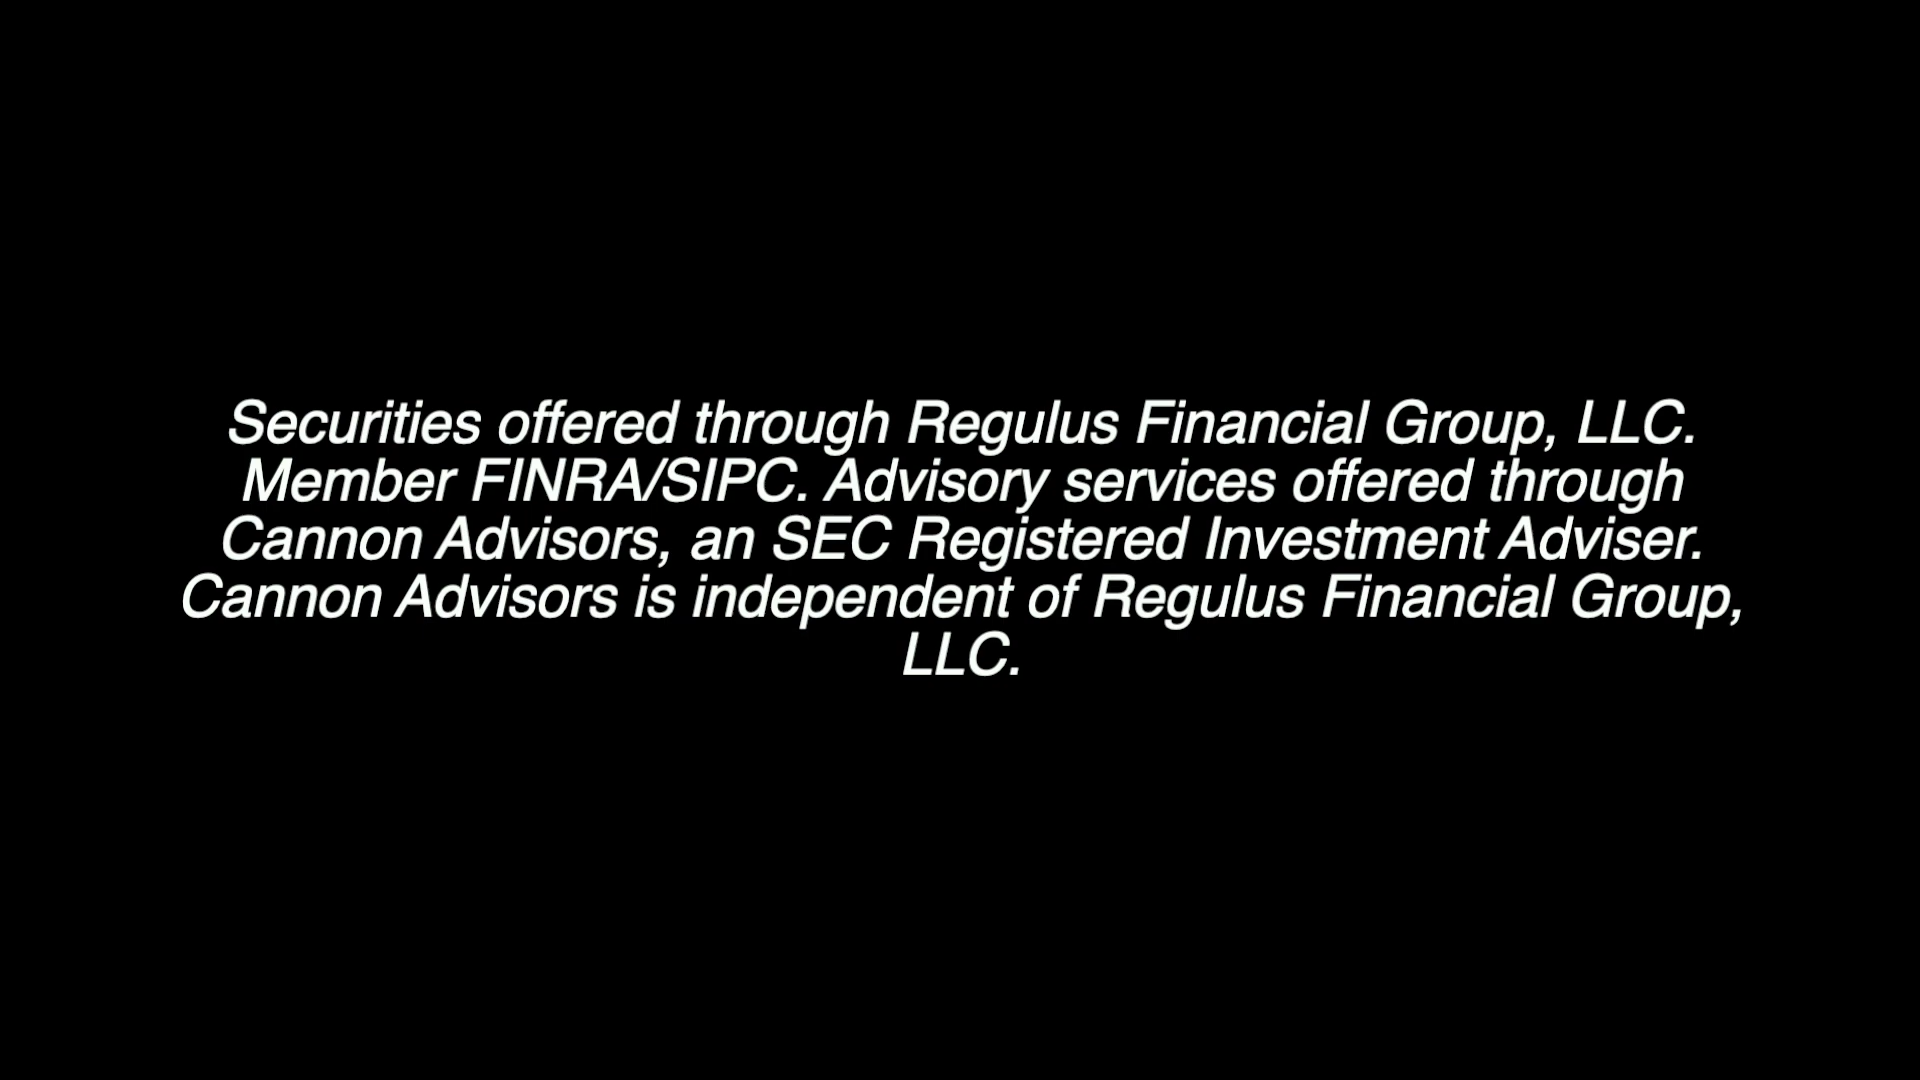 Securities offered through Regulus Financial Group, LLC.
Member FINRA/SIPC. Advisory services offered through
Cannon Advisors, an SEC Registered Investment Adviser.
Cannon Advisors is independent of Regulus Financial Group,
LLC.